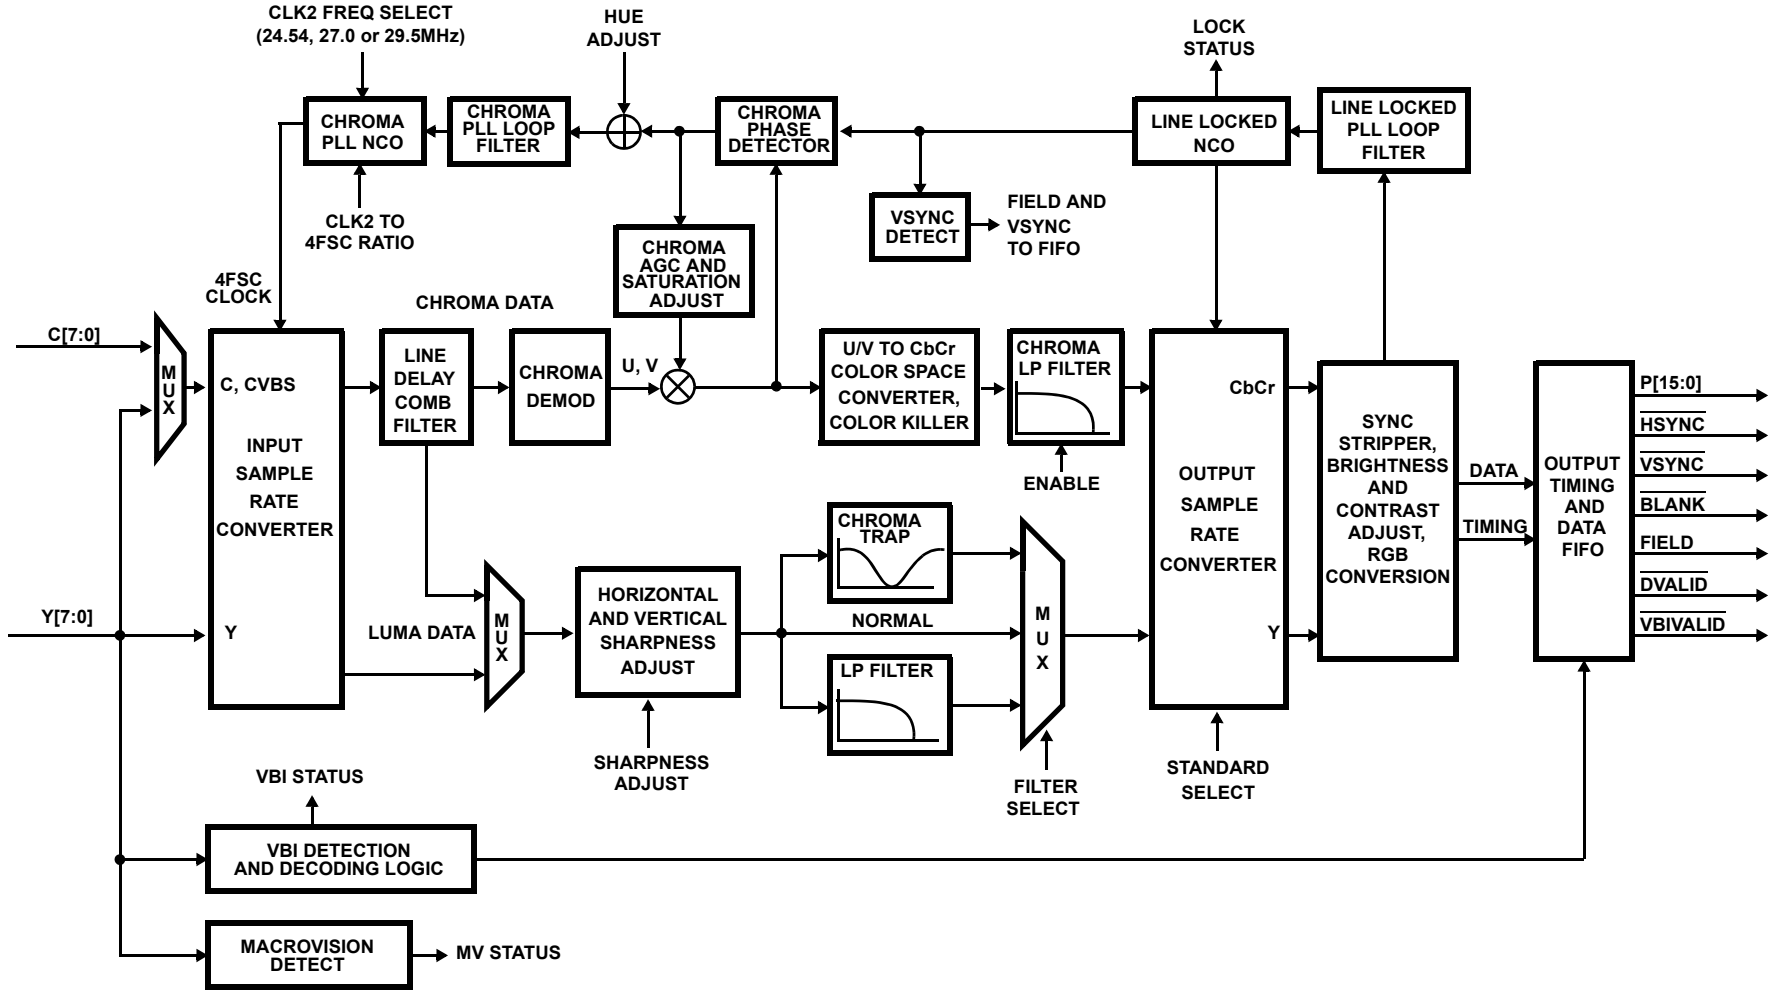 CLK2 FREQ SELECT
(24.54, 27.0 or 29.5MHz)
HUE
ADJUST
LOCK
STATUS
CHROMA
PLL NCO
CHROMA
PLL LOOP
FILTER
CHROMA
PHASE
DETECTOR
LINE LOCKED
NCO
LINE LOCKED
PLL LOOP
FILTER
CLK2 TO
4FSC RATIO
VSYNC
DETECT
FIELD AND
VSYNC
TO FIFO
CHROMA
AGC AND
SATURATION
ADJUST
4FSC
CLOCK
CHROMA DATA
C[7:0]
MUX
C, CVBS
INPUT
SAMPLE
RATE
CONVERTER
Y
LINE
DELAY
COMB
FILTER
CHROMA
DEMOD
U, V
U/V TO CbCr
COLOR SPACE
CONVERTER,
COLOR KILLER
CHROMA
LP FILTER
ENABLE
CbCr
OUTPUT
SAMPLE
RATE
CONVERTER
Y
SYNC
STRIPPER,
BRIGHTNESS
AND
CONTRAST
ADJUST,
RGB
CONVERSION
DATA
TIMING
OUTPUT
TIMING
AND
DATA
FIFO
P[15:0]
HSYNC
VSYNC
BLANK
FIELD
DVALID
VBIVALID
Y[7:0]
LUMA DATA
MUX
HORIZONTAL
AND VERTICAL
SHARPNESS
ADJUST
CHROMA
TRAP
NORMAL
LP FILTER
MUX
SHARPNESS
ADJUST
FILTER
SELECT
STANDARD
SELECT
VBI STATUS
VBI DETECTION
AND DECODING LOGIC
MACROVISION
DETECT
MV STATUS